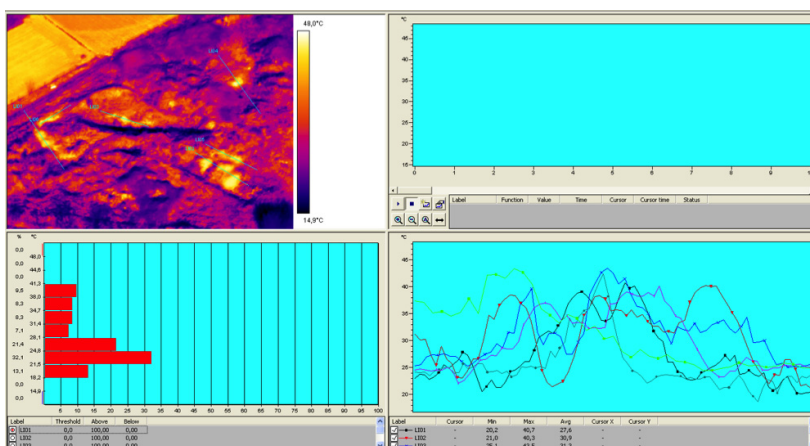 48,0°C
LI04
14,9°C
°C
45
40
35
30
25
20
15
0 1 2 3 4 5 6 7 8 9 10
Label Function Value Time Cursor Cursor time Status
% °C
0,0
48,0
0,0
44,6
0,0
41,3
9,5
38,0
8,3
34,7
8,3
31,4
7,1
28,1
21,4
24,8
32,1
21,5
13,1
19,2
0,0
14,9
0,0
5 10 15 20 25 30 35 40 45 50 55 60 65 70 75 80 85 90 95 100
Label Threshold Above Below
LI01 0,0 100,00 0,00
LI02 0,0 100,00 0,00
°C
45
40
35
30
25
20
Label Cursor Min Max Avg Cursor X Cursor Y
LI01 - 20,2 40,7 27,6 - -
LI02 - 21,0 40,3 30,9 - -